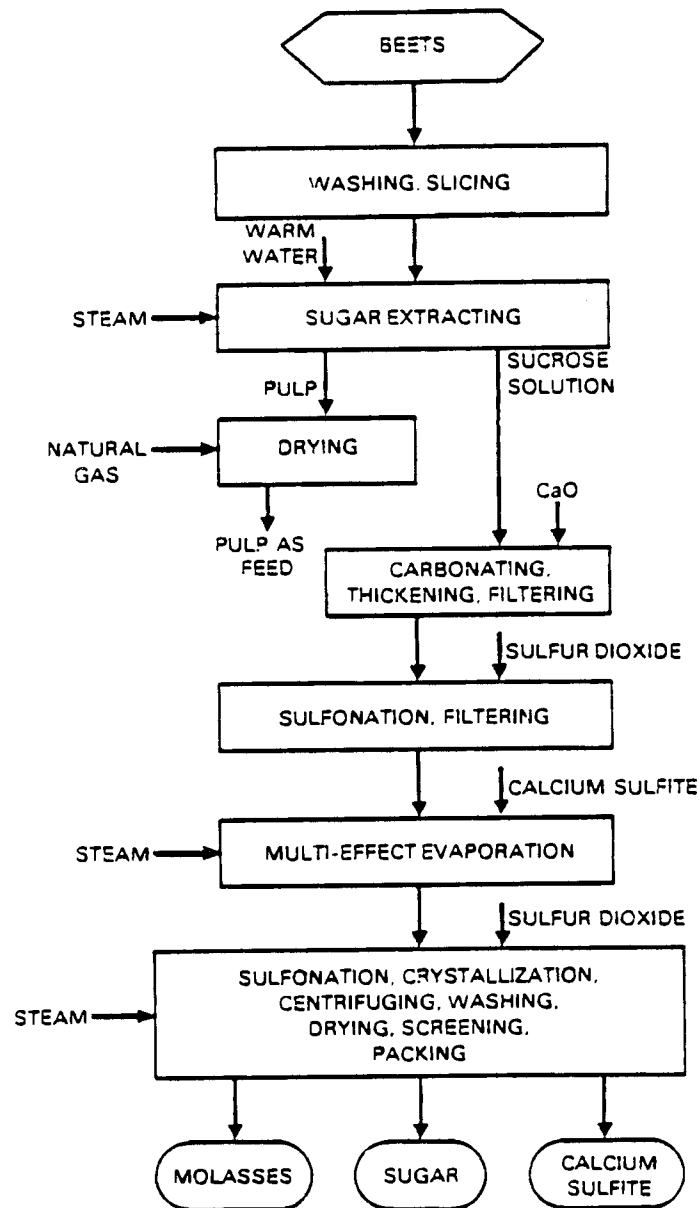 BEETS
WASHING, SLICING
WARM
WATER
STEAM
SUGAR EXTRACTING
PULP
SUCROSE
SOLUTION
NATURAL
GAS
DRYING
CaO
PULP AS
FEED
CARBONATING,
THICKENING, FILTERING
SULFUR DIOXIDE
SULFONATION, FILTERING
CALCIUM SULFITE
STEAM
MULTI-EFFECT EVAPORATION
SULFUR DIOXIDE
STEAM
SULFONATION, CRYSTALLIZATION,
CENTRIFUGING, WASHING,
DRYING, SCREENING,
PACKING
MOLASSES
SUGAR
CALCIUM
SULFITE